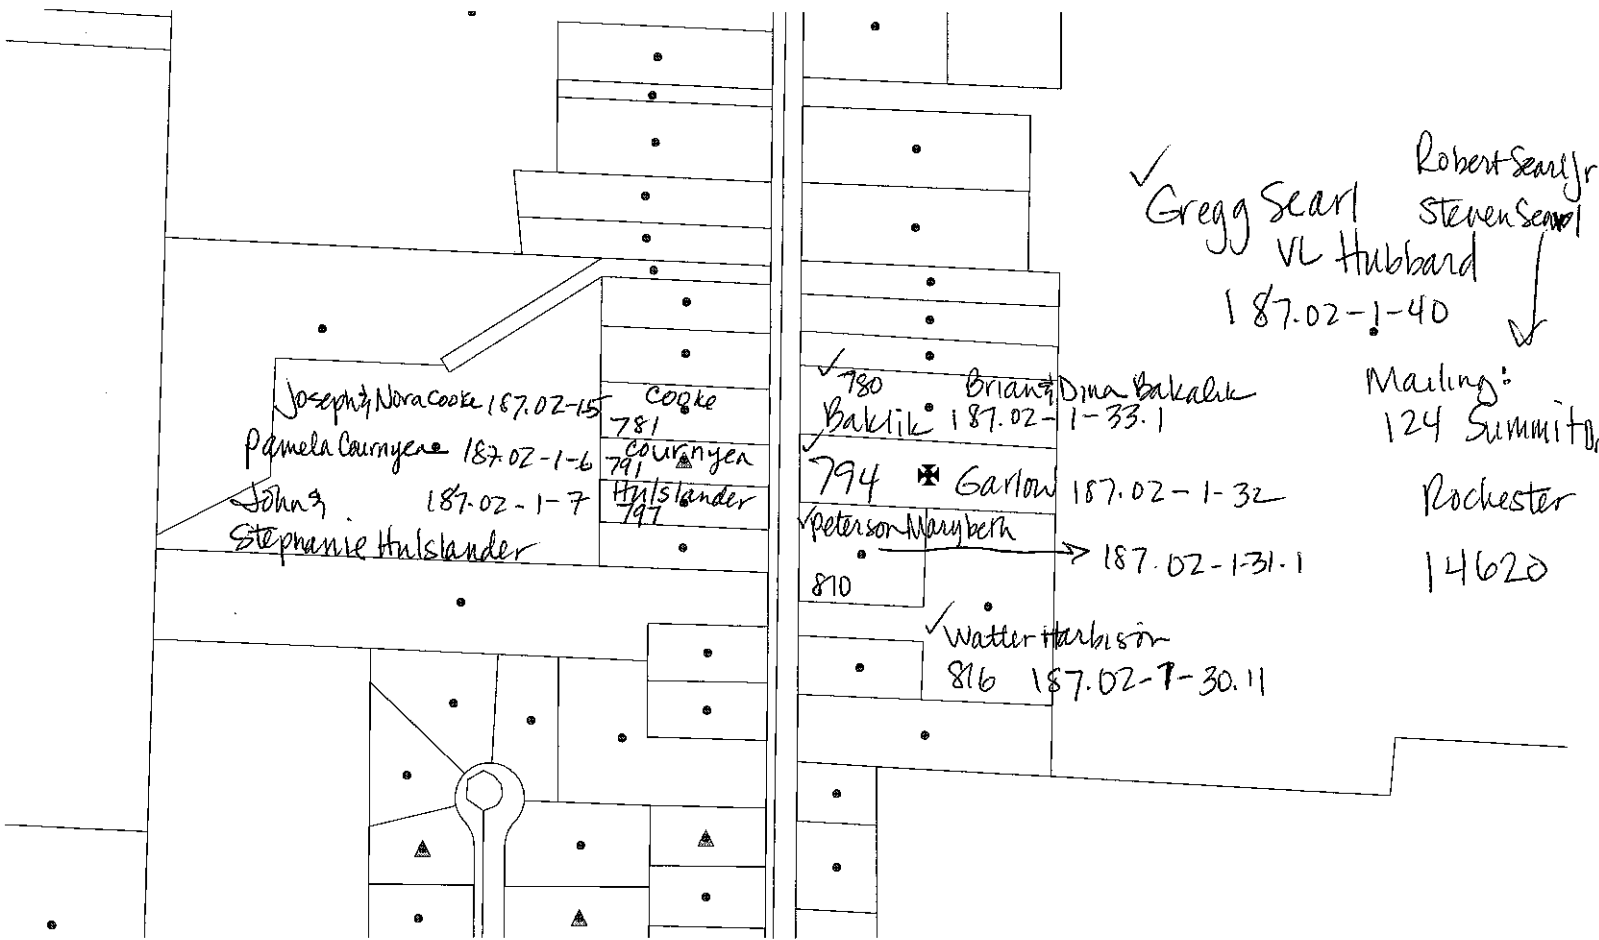 ✓
Gregg Searl
VL Hubbard
187.02-1-40
Robert Searl Jr
Steven Searl
Mailing:
124 Summit Dr
Rochester
14620
Joseph & Nora Cooke 187.02-1-5
Cooke
781
Pamela Cournyea 187.02-1-6
Cournyea
791
John &
Stephanie Hulslander
187.02-1-7
Hulslander
797
✓ 780
Baklik
Brian & Dina Bakalik
187.02-1-33.1
✓
794 Garlow 187.02-1-32
✓ Peterson Marybeth
187.02-1-31.1
810
✓ Walter Harbison
816 187.02-1-30.11